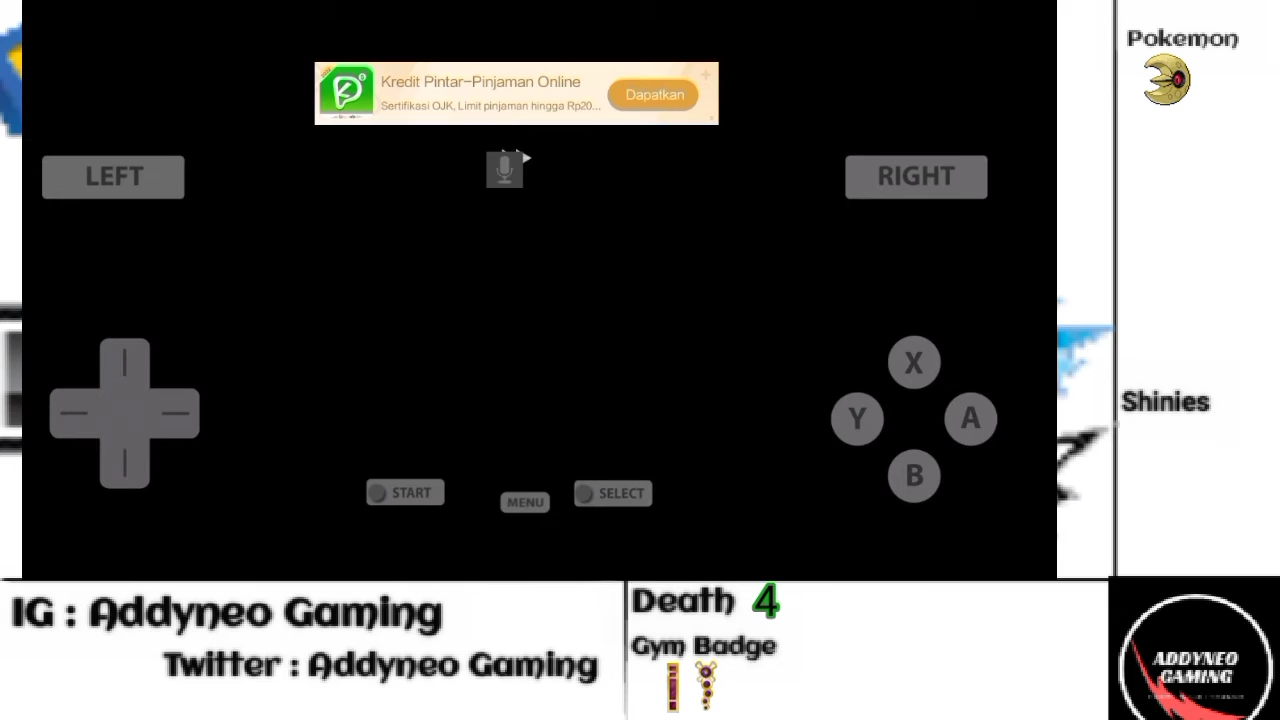 Pokemon
Kredit Pintar-Pinjaman Online
Sertifikasi OJK, Limit pinjaman hingga Rp20...
Dapatkan
LEFT
RIGHT
X
Y
A
B
Shinies
START
MENU
SELECT
IG : Addyneo Gaming
Twitter : Addyneo Gaming
Death 4
Gym Badge
ADDYNEO
GAMING